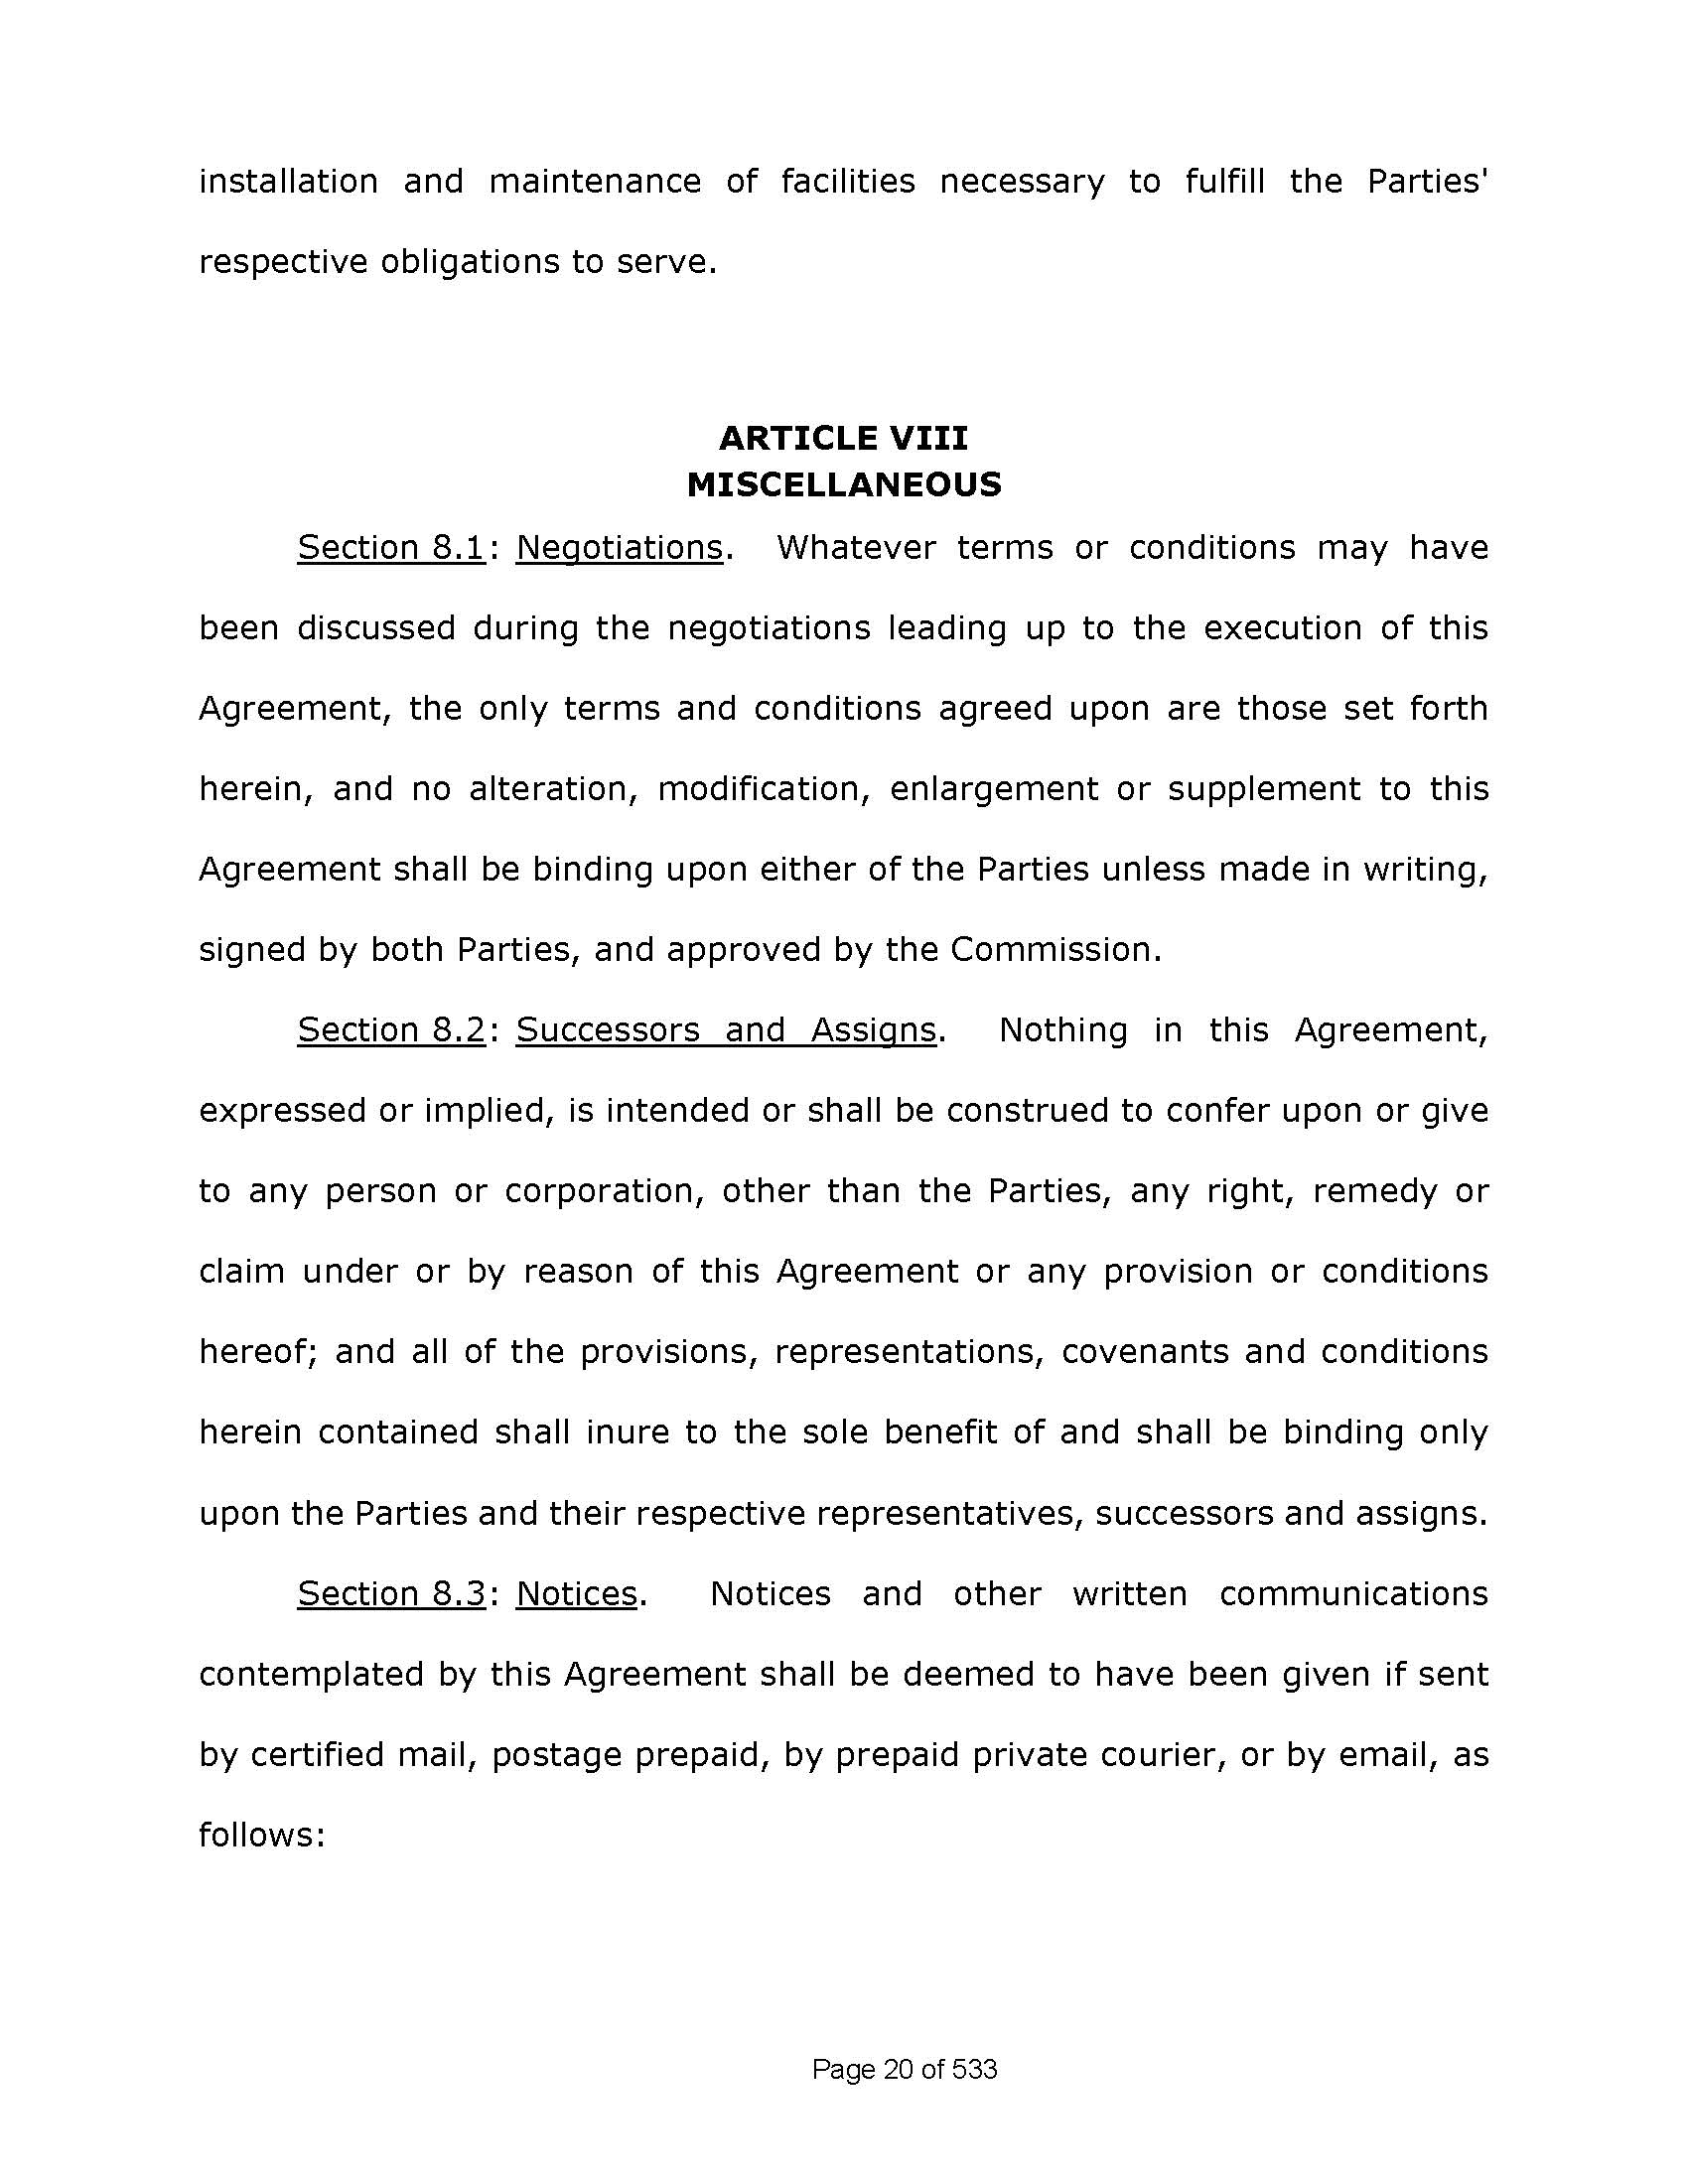 installation and maintenance of facilities necessary to fulfill the Parties'
respective obligations to serve.
ARTICLE VIII
MISCELLANEOUS
Section 8.1: Negotiations. Whatever terms or conditions may have
been discussed during the negotiations leading up to the execution of this
Agreement, the only terms and conditions agreed upon are those set forth
herein, and no alteration, modification, enlargement or supplement to this
Agreement shall be binding upon either of the Parties unless made in writing,
signed by both Parties, and approved by the Commission.
Section 8.2: Successors and Assigns. Nothing in this Agreement,
expressed or implied, is intended or shall be construed to confer upon or give
to any person or corporation, other than the Parties, any right, remedy or
claim under or by reason of this Agreement or any provision or conditions
hereof; and all of the provisions, representations, covenants and conditions
herein contained shall inure to the sole benefit of and shall be binding only
upon the Parties and their respective representatives, successors and assigns.
Section 8.3: Notices. Notices and other written communications
contemplated by this Agreement shall be deemed to have been given if sent
by certified mail, postage prepaid, by prepaid private courier, or by email, as
follows:
Page 20 of 533